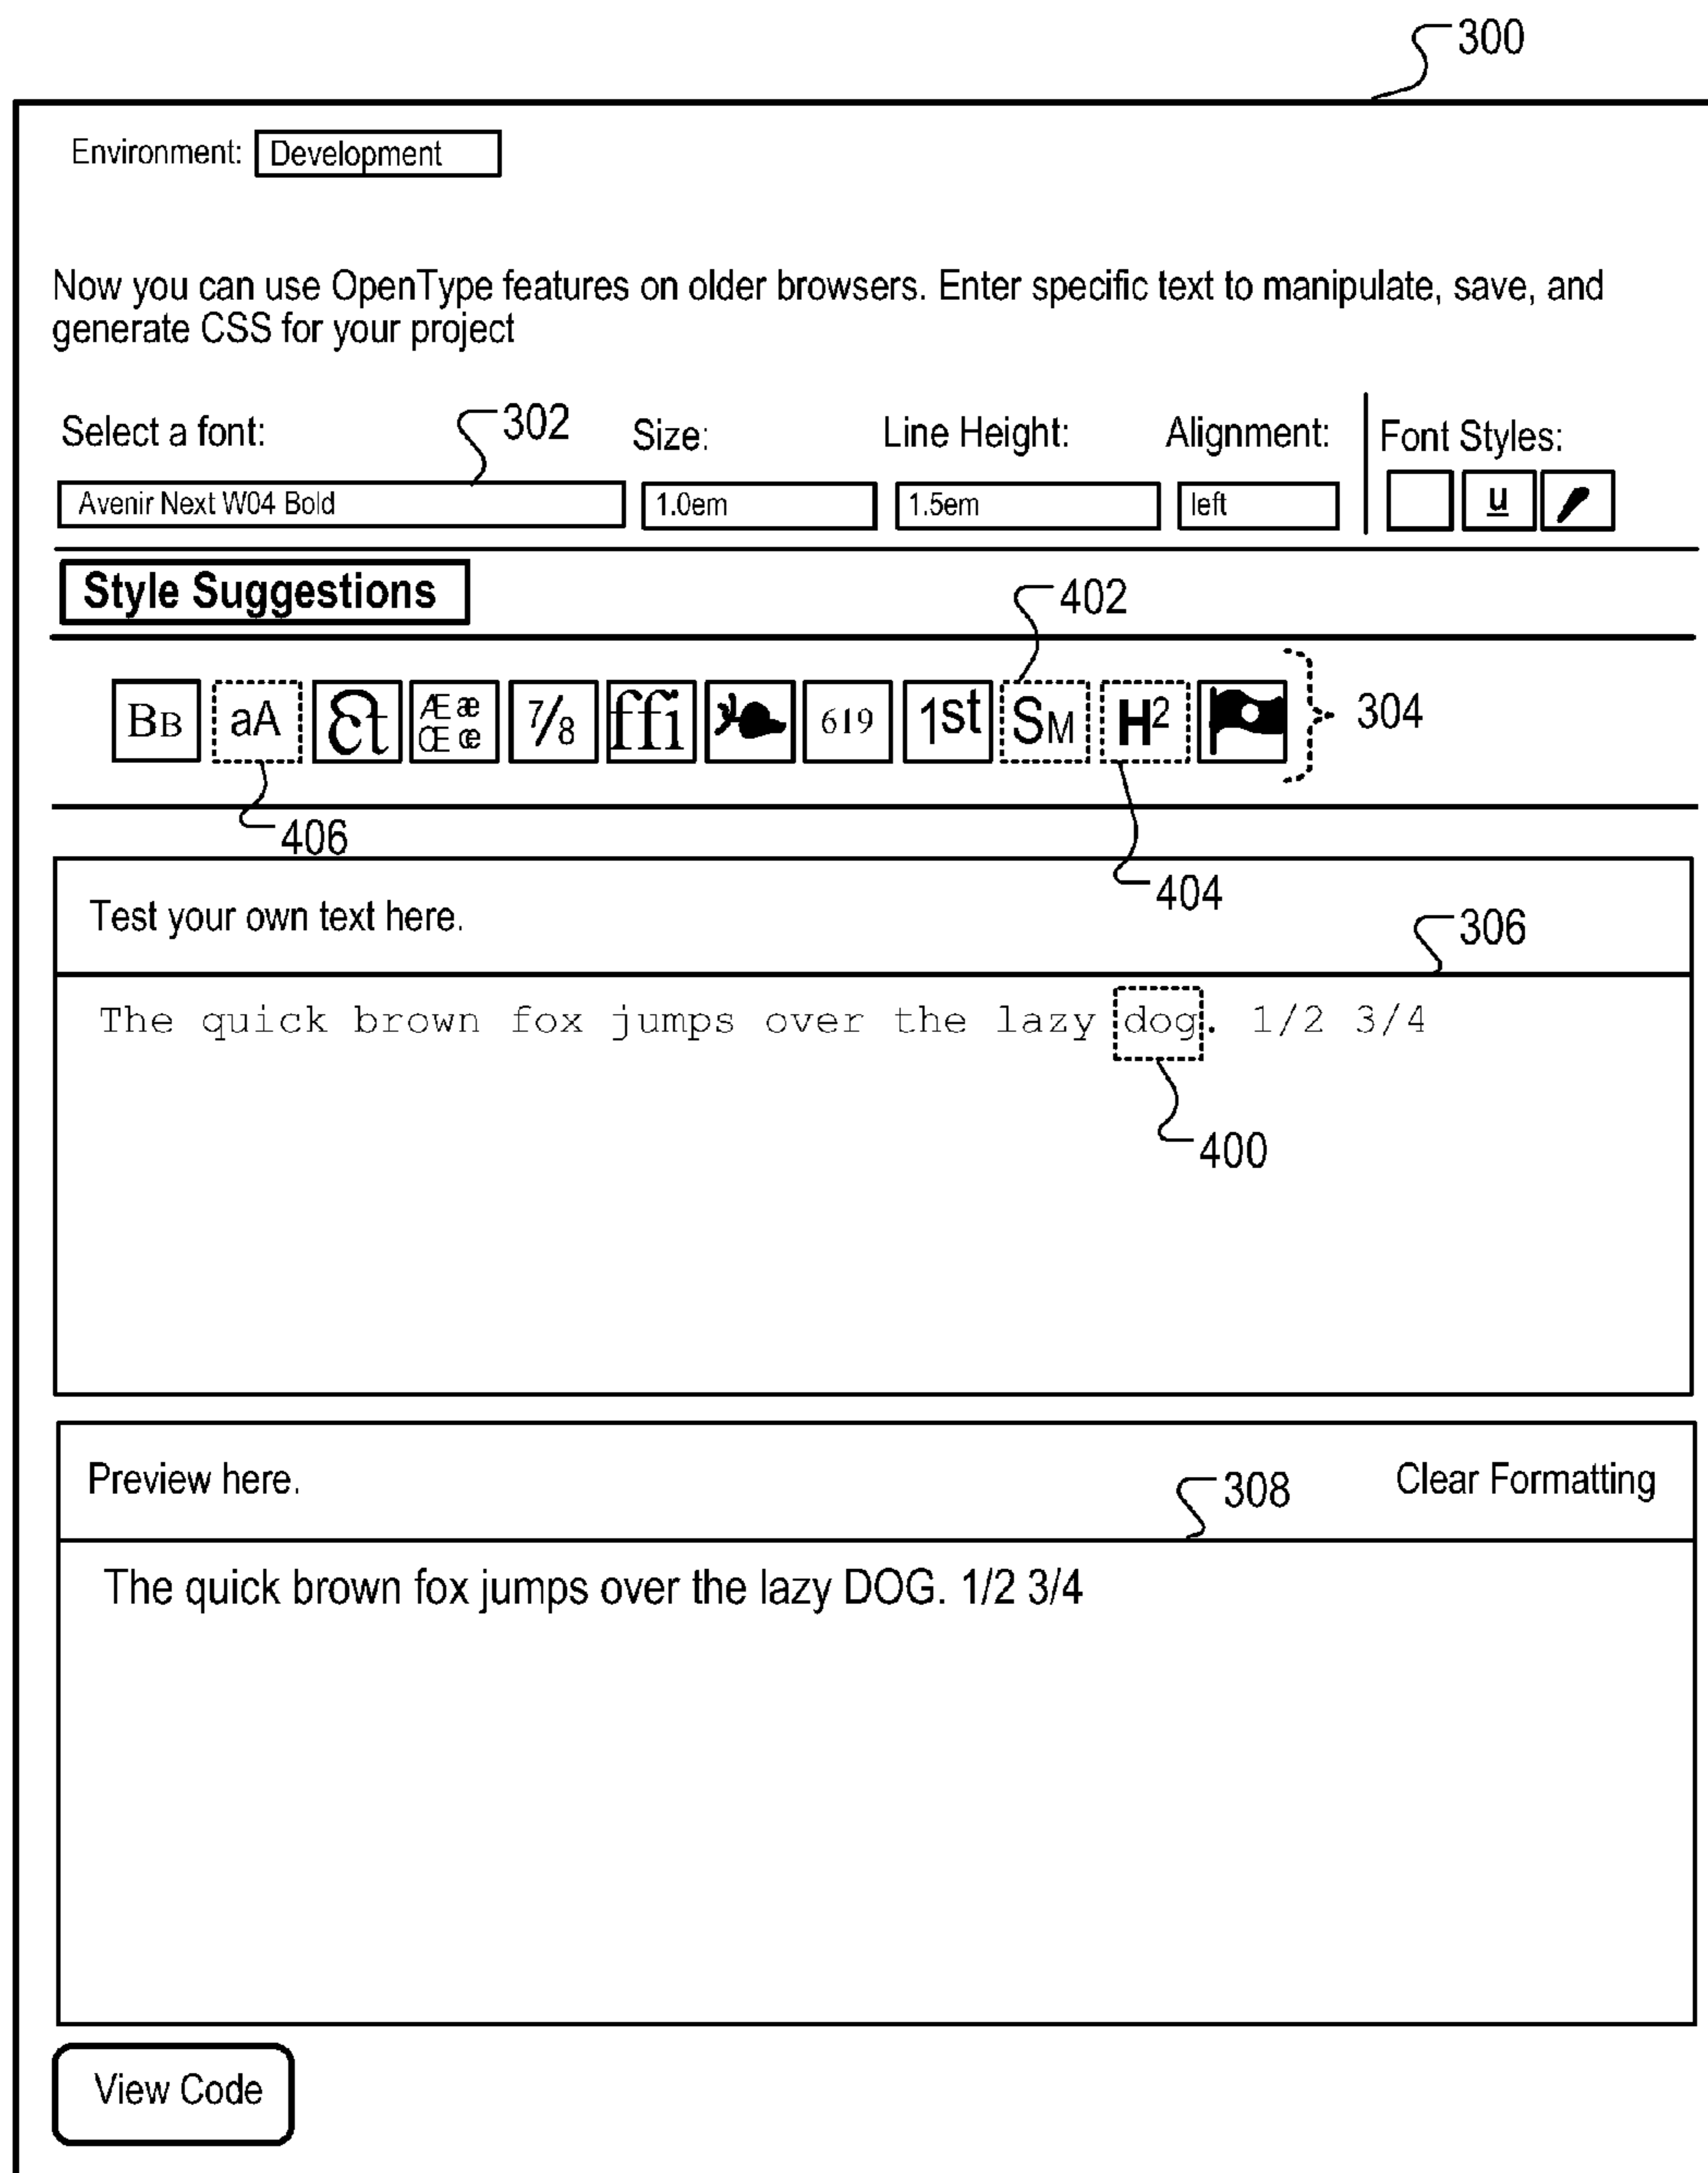 300
Environment: Development
Now you can use OpenType features on older browsers. Enter specific text to manipulate, save, and
generate CSS for your project
Select a font: 302 Size: Line Height: Alignment: Font Styles:
Avenir Next W04 Bold 1.0em 1.5em left u
Style Suggestions
402
BB aA ct Æ æ Œ œ 7/8 ffi 619 1st SM H2 304
406
404
Test your own text here.
306
The quick brown fox jumps over the lazy dog. 1/2 3/4
400
Preview here. 308 Clear Formatting
The quick brown fox jumps over the lazy DOG. 1/2 3/4
View Code